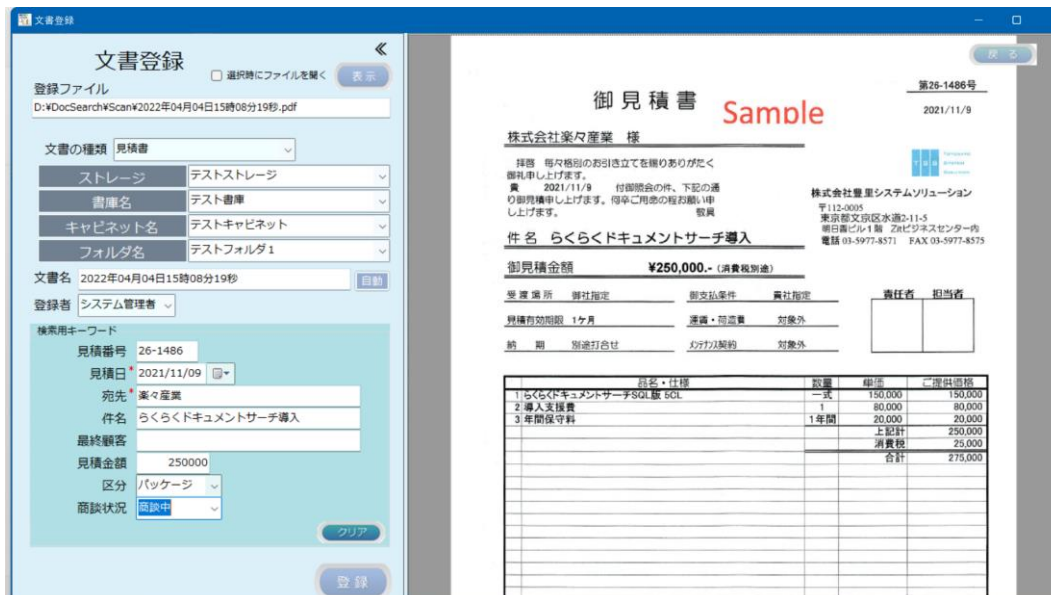 文書登録
文書登録
≪
選択時にファイルを開く
表示
登録ファイル
D:¥DocSearch¥Scan¥2022年04月04日15時08分19秒.pdf
文書の種類 見積書
ストレージ テストストレージ
書庫名 テスト書庫
キャビネット名 テストキャビネット
フォルダ名 テストフォルダ1
文書名 2022年04月04日15時08分19秒 自動
登録者 システム管理者
検索用キーワード
見積番号 26-1486
見積日* 2021/11/09
宛先* 楽々産業
件名 らくらくドキュメントサーチ導入
最終顧客
見積金額 250000
区分 パッケージ
商談状況 商談中
クリア
登録
戻る
第26-1486号
御見積書
Sample
2021/11/9
株式会社楽々産業 様
拝啓 毎々格別のお引き立てを賜りありがたく
御礼申し上げます。
貴 2021/11/9 付御照会の件、下記の通
り御見積申し上げます。何卒ご用命の程お願い申
し上げます。 敬具
TSS
株式会社豊里システムソリューション
〒112-0005
東京都文京区水道2-11-5
明日香ビル1階 Zitビジネスセンター内
電話 03-5977-8571 FAX 03-5977-8575
件名 らくらくドキュメントサーチ導入
御見積金額 ¥250,000.- (消費税別途)
受渡場所 御社指定 御支払条件 貴社指定
責任者 担当者
見積有効期限 1ケ月 運賃・荷造費 対象外
納期 別途打合せ メンテナンス契約 対象外
品名・仕様 数量 単価 ご提供価格
1 らくらくドキュメントサーチSQL版 5CL 一式 150,000 150,000
2 導入支援費 1 80,000 80,000
3 年間保守料 1年間 20,000 20,000
上記計 250,000
消費税 25,000
合計 275,000